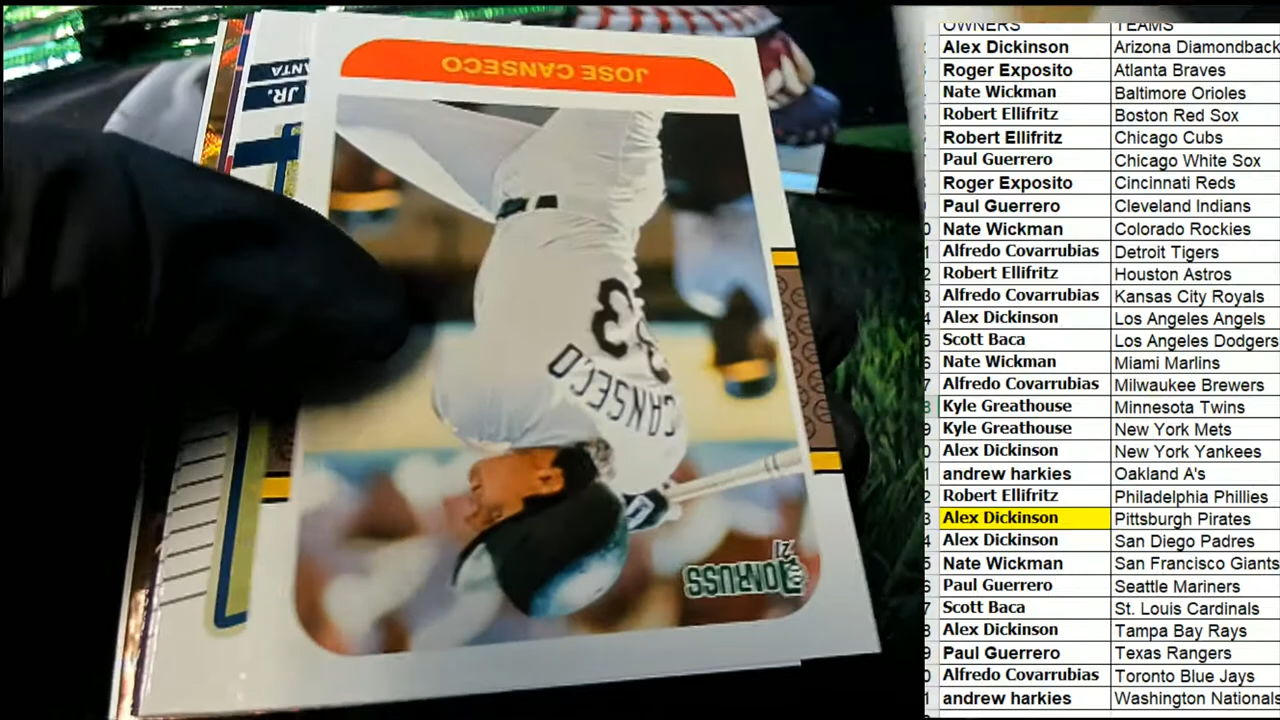 JOSE CANSECO
JR.
ANTA
33
CANSECO
DONRUSS
21
OWNERS TEAMS
Alex Dickinson Arizona Diamondback
Roger Exposito Atlanta Braves
Nate Wickman Baltimore Orioles
Robert Ellifritz Boston Red Sox
Robert Ellifritz Chicago Cubs
Paul Guerrero Chicago White Sox
Roger Exposito Cincinnati Reds
Paul Guerrero Cleveland Indians
Nate Wickman Colorado Rockies
Alfredo Covarrubias Detroit Tigers
Robert Ellifritz Houston Astros
Alfredo Covarrubias Kansas City Royals
Alex Dickinson Los Angeles Angels
Scott Baca Los Angeles Dodgers
Nate Wickman Miami Marlins
Alfredo Covarrubias Milwaukee Brewers
Kyle Greathouse Minnesota Twins
Kyle Greathouse New York Mets
Alex Dickinson New York Yankees
andrew harkies Oakland A's
Robert Ellifritz Philadelphia Phillies
Alex Dickinson Pittsburgh Pirates
Alex Dickinson San Diego Padres
Nate Wickman San Francisco Giants
Paul Guerrero Seattle Mariners
Scott Baca St. Louis Cardinals
Alex Dickinson Tampa Bay Rays
Paul Guerrero Texas Rangers
Alfredo Covarrubias Toronto Blue Jays
andrew harkies Washington Nationals